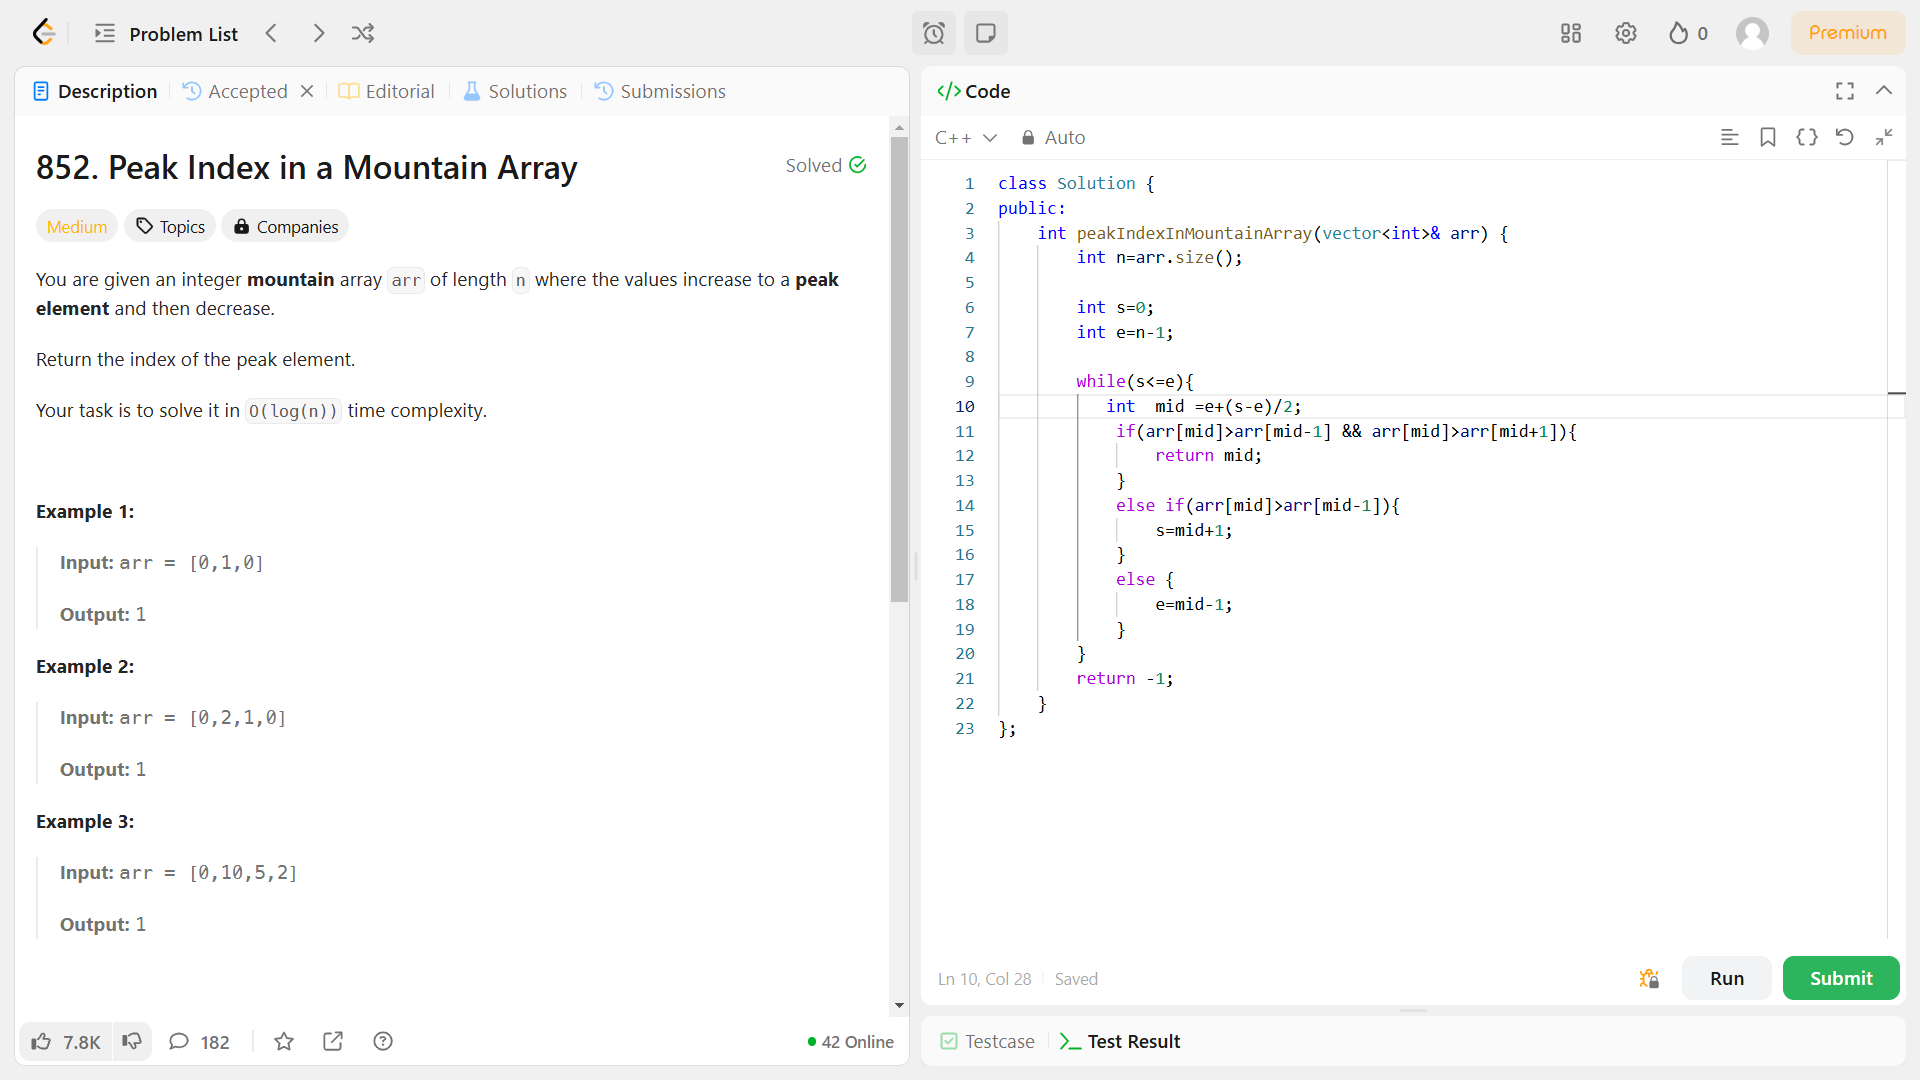 Problem List
0
Premium
Description
Accepted
Editorial
Solutions
Submissions
852. Peak Index in a Mountain Array
Solved
Medium
Topics
Companies
You are given an integer mountain array arr of length n where the values increase to a peak
element and then decrease.
Return the index of the peak element.
Your task is to solve it in O(log(n)) time complexity.
Example 1:
Input: arr = [0,1,0]
Output: 1
Example 2:
Input: arr = [0,2,1,0]
Output: 1
Example 3:
Input: arr = [0,10,5,2]
Output: 1
7.8K
182
42 Online
</> Code
C++
Auto
1 class Solution {
2 public:
3     int peakIndexInMountainArray(vector<int>& arr) {
4         int n=arr.size();
5
6         int s=0;
7         int e=n-1;
8
9         while(s<=e){
10            int  mid =e+(s-e)/2;
11             if(arr[mid]>arr[mid-1] && arr[mid]>arr[mid+1]){
12                 return mid;
13             }
14             else if(arr[mid]>arr[mid-1]){
15                 s=mid+1;
16             }
17             else {
18                 e=mid-1;
19             }
20         }
21         return -1;
22     }
23 };
Ln 10, Col 28
Saved
Run
Submit
Testcase
Test Result